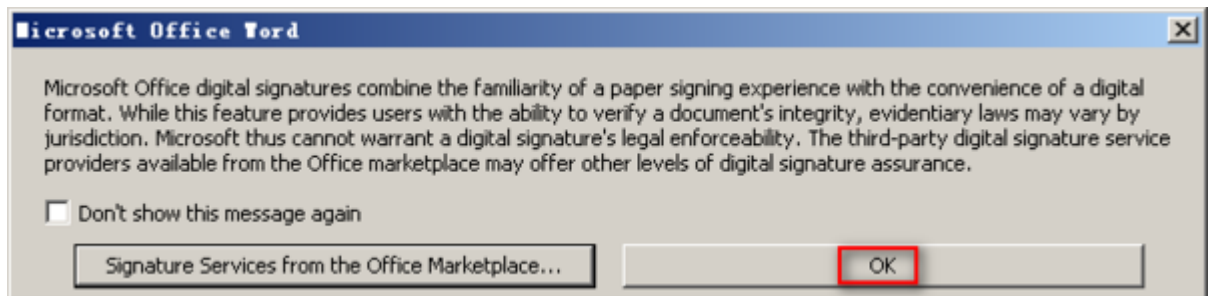 Microsoft Office Word
Microsoft Office digital signatures combine the familiarity of a paper signing experience with the convenience of a digital
format. While this feature provides users with the ability to verify a document's integrity, evidentiary laws may vary by
jurisdiction. Microsoft thus cannot warrant a digital signature's legal enforceability. The third-party digital signature service
providers available from the Office marketplace may offer other levels of digital signature assurance.
Don't show this message again
Signature Services from the Office Marketplace...
OK